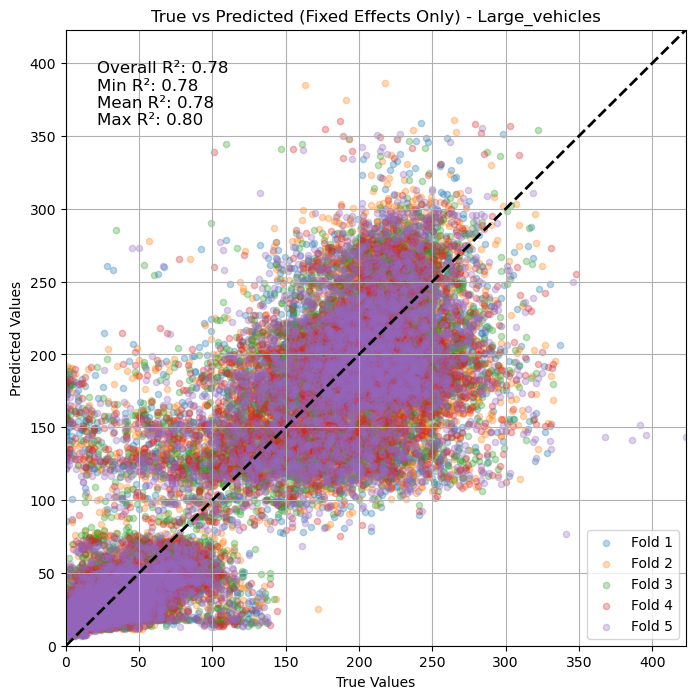 True vs Predicted (Fixed Effects Only) - Large_vehicles
Overall R²: 0.78
Min R²: 0.78
Mean R²: 0.78
Max R²: 0.80
Predicted Values
400
350
300
250
200
150
100
50
0
Fold 1
Fold 2
Fold 3
Fold 4
Fold 5
0 50 100 150 200 250 300 350 400
True Values